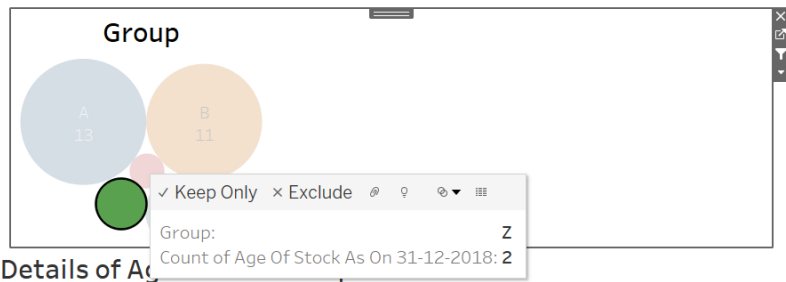 Group
A
13
B
11
Keep Only Exclude
Group: Z
Count of Age Of Stock As On 31-12-2018: 2
Details of Ag